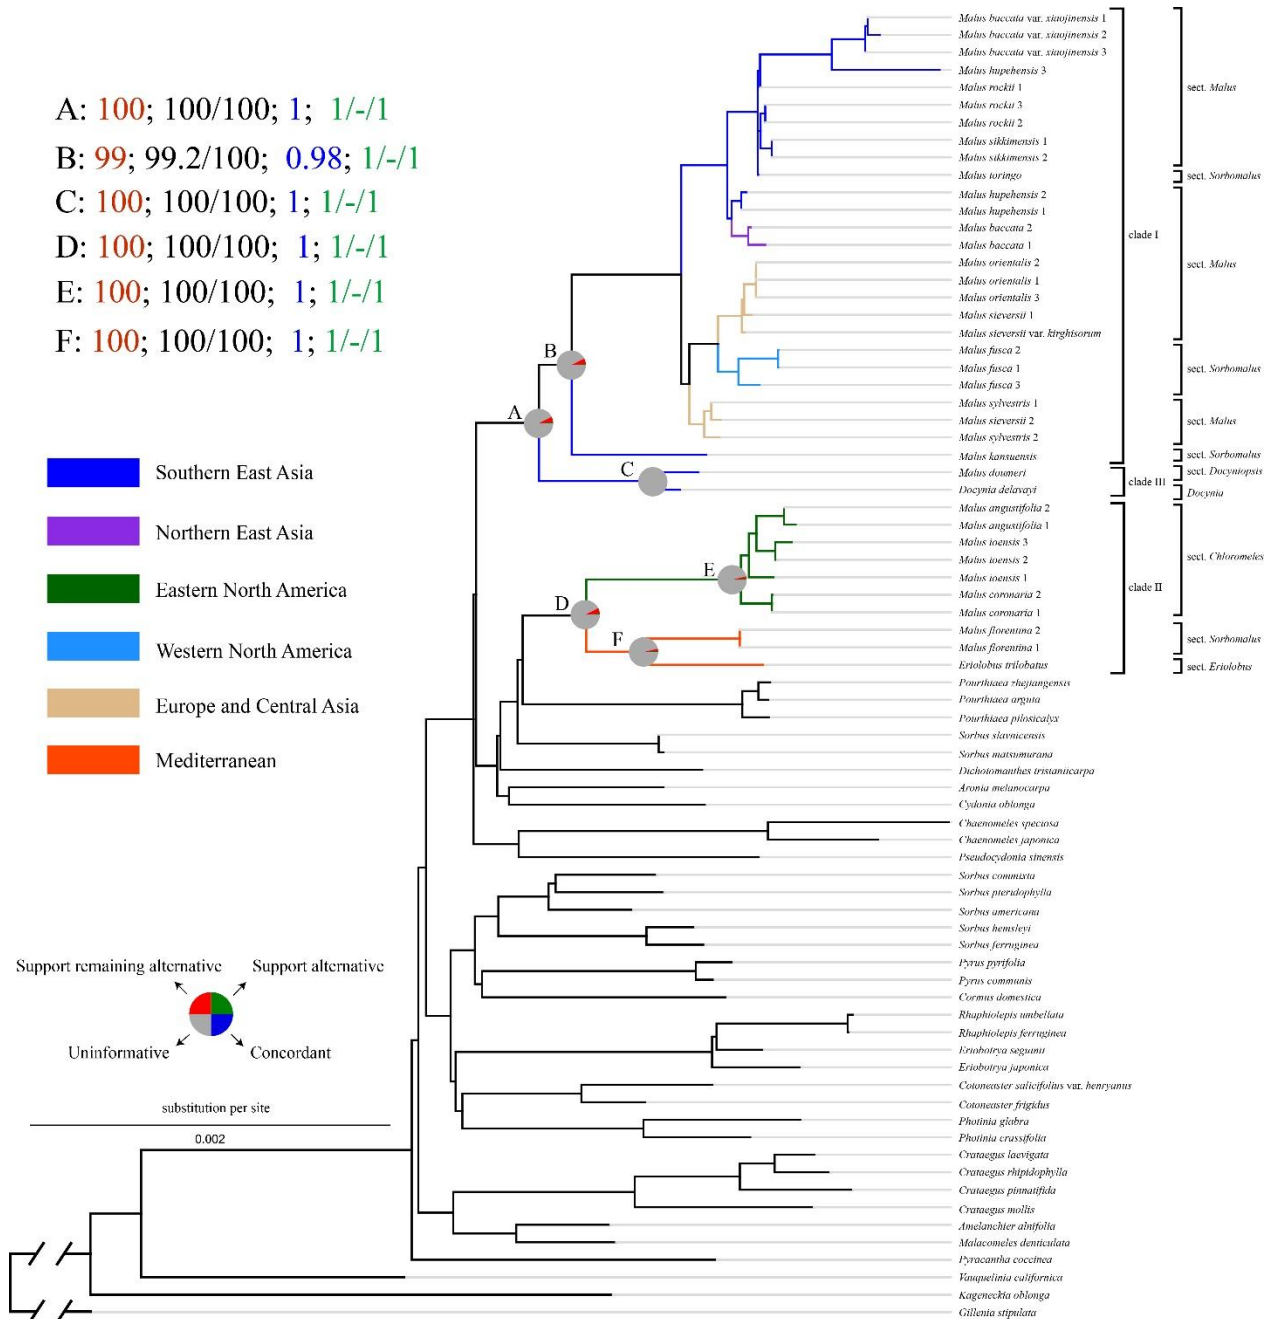 A: 100; 100/100; 1; 1/-/1
B: 99; 99.2/100; 0.98; 1/-/1
C: 100; 100/100; 1; 1/-/1
D: 100; 100/100; 1; 1/-/1
E: 100; 100/100; 1; 1/-/1
F: 100; 100/100; 1; 1/-/1
Southern East Asia
Northern East Asia
Eastern North America
Western North America
Europe and Central Asia
Mediterranean
A
B
C
D
E
F
Malus baccata var. xiaojinensis 1
Malus baccata var. xiaojinensis 2
Malus baccata var. xiaojinensis 3
Malus hupehensis 3
Malus rockii 1
Malus rockii 3
Malus rockii 2
Malus sikkimensis 1
Malus sikkimensis 2
Malus toringo
Malus hupehensis 2
Malus hupehensis 1
Malus baccata 2
Malus baccata 1
Malus orientalis 2
Malus orientalis 1
Malus orientalis 3
Malus sieversii 1
Malus sieversii var. kirghisorum
Malus fusca 2
Malus fusca 1
Malus fusca 3
Malus sylvestris 1
Malus sieversii 2
Malus sylvestris 2
Malus kansuensis
Malus doumeri
Docynia delavayi
Malus angustifolia 2
Malus angustifolia 1
Malus ioensis 3
Malus ioensis 2
Malus ioensis 1
Malus coronaria 2
Malus coronaria 1
Malus florentina 2
Malus florentina 1
Eriolobus trilobatus
Pourthiaea zhejiangensis
Pourthiaea arguta
Pourthiaea pilosicalyx
Sorbus slavnicensis
Sorbus matsumurana
Dichotomanthes tristaniicarpa
Aronia melanocarpa
Cydonia oblonga
Chaenomeles speciosa
Chaenomeles japonica
Pseudocydonia sinensis
Sorbus commixta
Sorbus pteridophylla
Sorbus americana
Sorbus hemsleyi
Sorbus ferruginea
Pyrus pyrifolia
Pyrus communis
Cormus domestica
Rhaphiolepis umbellata
Rhaphiolepis ferruginea
Eriobotrya seguinii
Eriobotrya japonica
Cotoneaster salicifolius var. henryanus
Cotoneaster frigidus
Photinia glabra
Photinia crassifolia
Crataegus laevigata
Crataegus rhipidophylla
Crataegus pinnatifida
Crataegus mollis
Amelanchier alnifolia
Malacomeles denticulata
Pyracantha coccinea
Vauquelinia californica
Kageneckia oblonga
Gillenia stipulata
clade I
clade III
clade II
sect. Malus
sect. Sorbomalus
sect. Malus
sect. Sorbomalus
sect. Malus
sect. Sorbomalus
sect. Docyniopsis
Docynia
sect. Chloromeles
sect. Sorbomalus
sect. Eriolobus
Support remaining alternative
Support alternative
Uninformative
Concordant
substitution per site
0.002